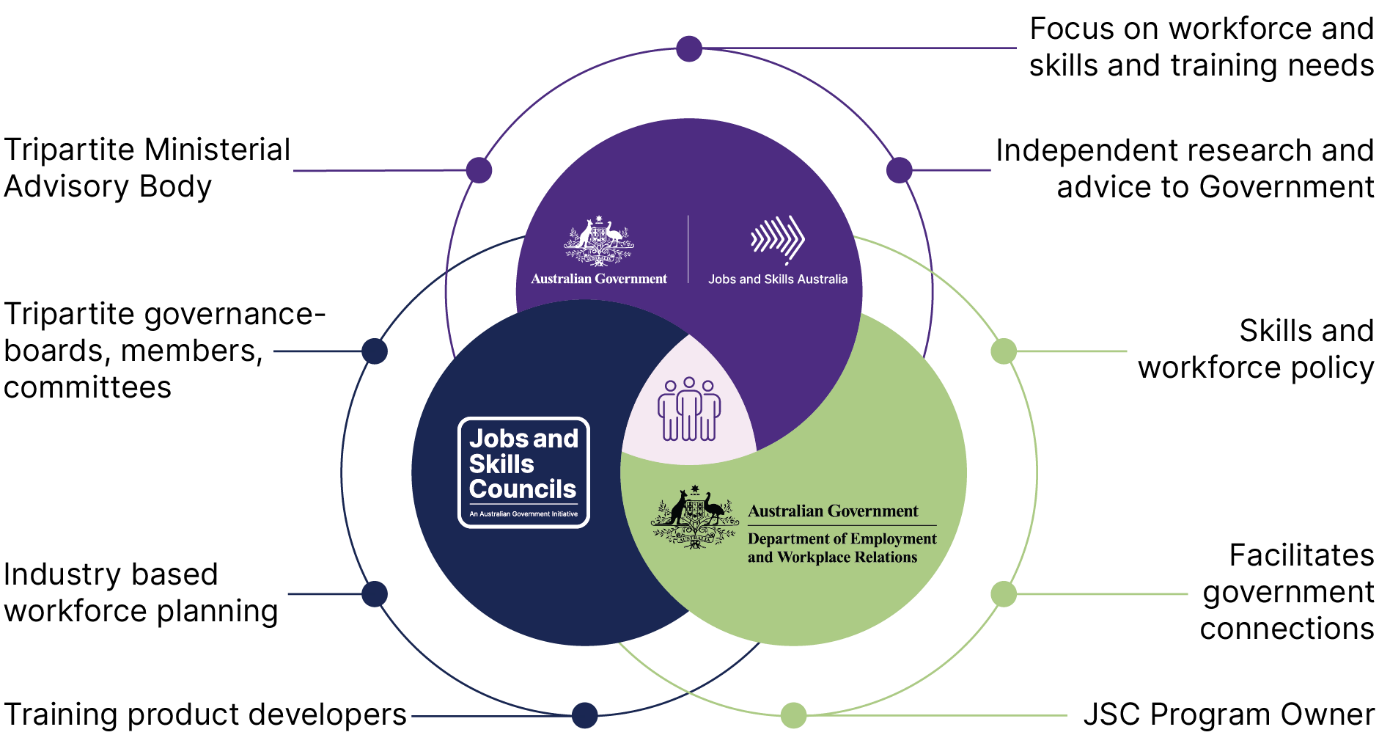 Focus on workforce and
skills and training needs
Tripartite Ministerial
Advisory Body
Independent research and
advice to Government
Australian Government
Jobs and Skills Australia
Tripartite governance-
boards, members,
committees
Skills and
workforce policy
Jobs and
Skills
Councils
An Australian Government Initiative
Australian Government
Department of Employment
and Workplace Relations
Industry based
workforce planning
Facilitates
government
connections
Training product developers
JSC Program Owner